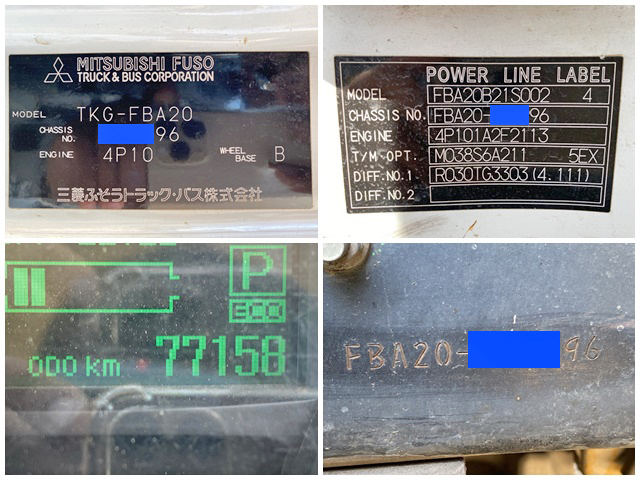 MITSUBISHI FUSO
TRUCK & BUS CORPORATION
MODEL TKG-FBA20
CHASSIS NO. 96
ENGINE 4P10 WHEEL BASE B
三菱ふそうトラック・バス株式会社
POWER LINE LABEL
MODEL FBA20B21S002 4
CHASSIS NO. FBA20- 96
ENGINE 4P101A2F2113
T/M OPT. M038S6A211 5EX
DIFF.NO.1 R030TG3303(4.111)
DIFF.NO.2
P
ECO
ODO km 77158
FBA20- 96